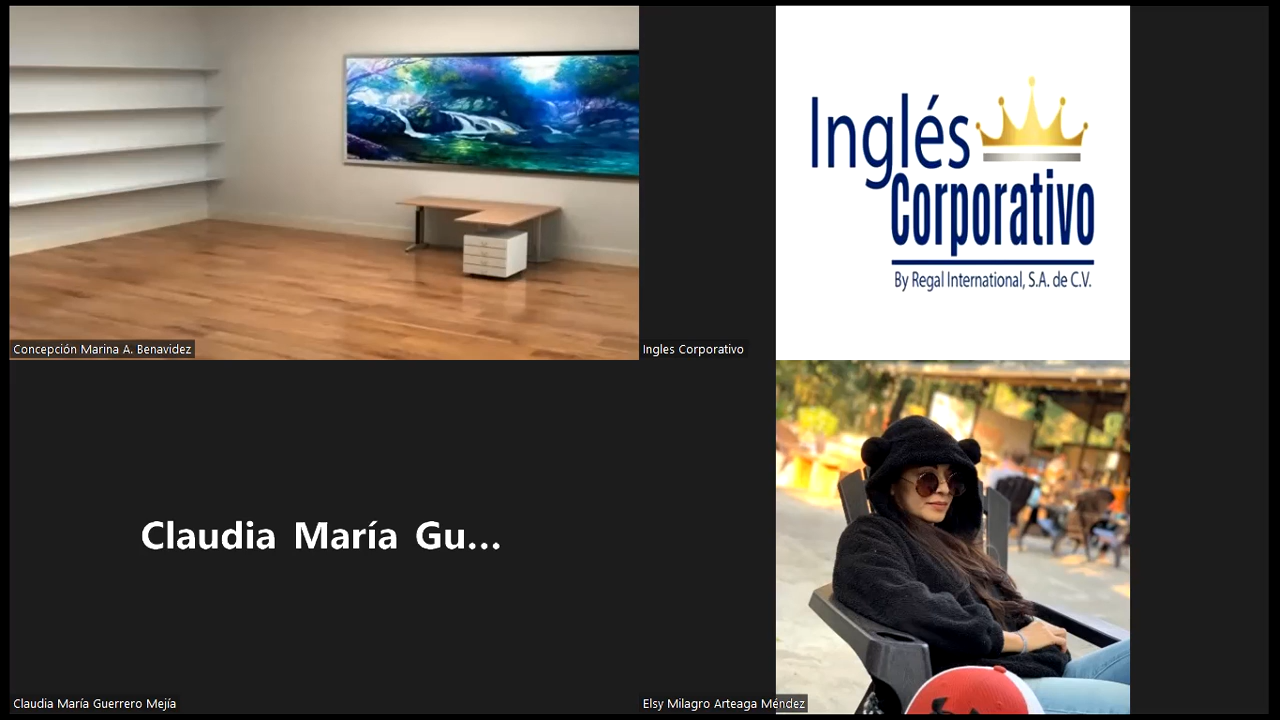 Inglés
Corporativo
By Regal International, S.A. de C.V.
Concepción Marina A. Benavidez
Ingles Corporativo
Claudia María Gu...
Claudia María Guerrero Mejía
Elsy Milagro Arteaga Méndez